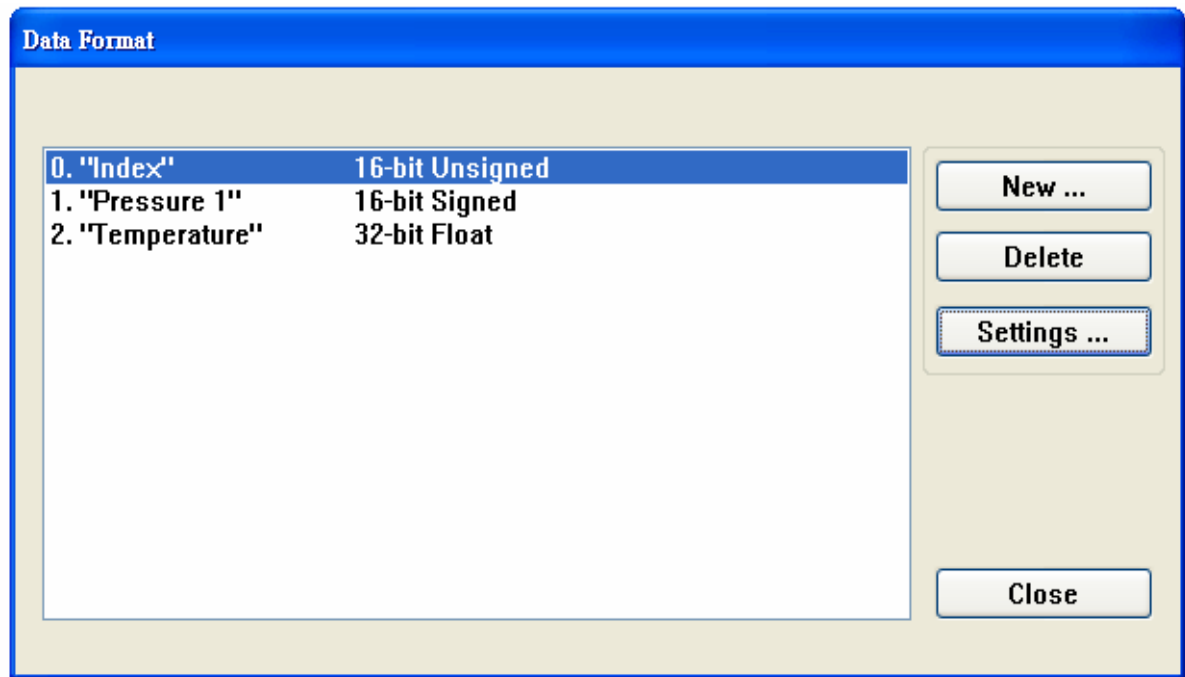 Data Format
0. "Index" 16-bit Unsigned
1. "Pressure 1" 16-bit Signed
2. "Temperature" 32-bit Float
New ...
Delete
Settings ...
Close